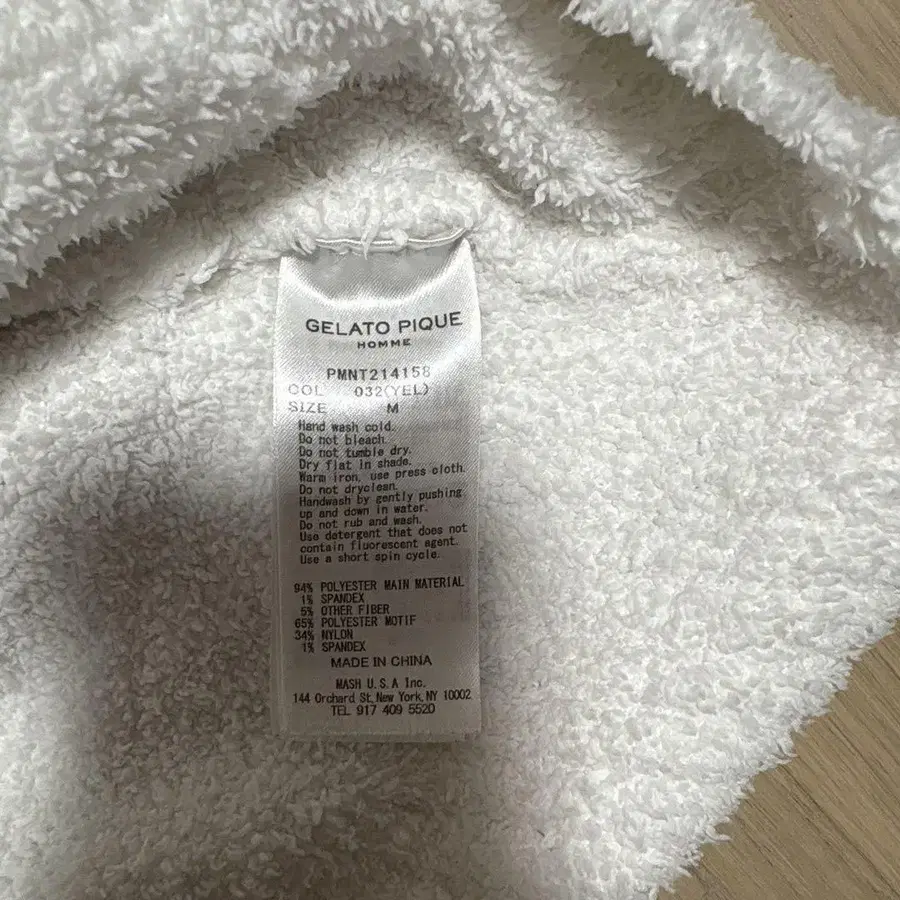 GELATO PIQUE
HOMME
PMNT214158
COL 032(YEL)
SIZE M
Hand wash cold.
Do not bleach.
Do not tumble dry.
Dry flat in shade.
Warm iron, use press cloth.
Do not dryclean.
Handwash by gently pushing
up and down in water.
Do not rub and wash.
Use detergent that does not
contain fluorescent agent.
Use a short spin cycle.
94% POLYESTER MAIN MATERIAL
1% SPANDEX
5% OTHER FIBER
65% POLYESTER MOTIF
34% NYLON
1% SPANDEX
MADE IN CHINA
MASH U.S.A Inc.
144 Orchard St, New York, NY 10002
TEL 917 409 5520